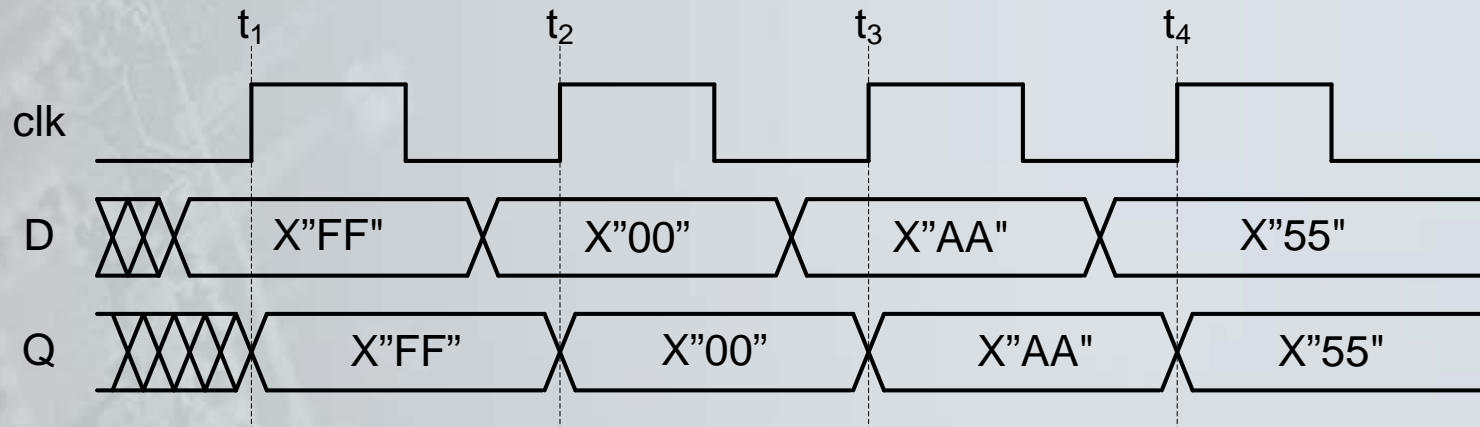 t₁ t₂ t₃ t₄
clk
D X”FF" X”00” X”AA" X”55"
Q X”FF” X”00” X”AA" X”55"